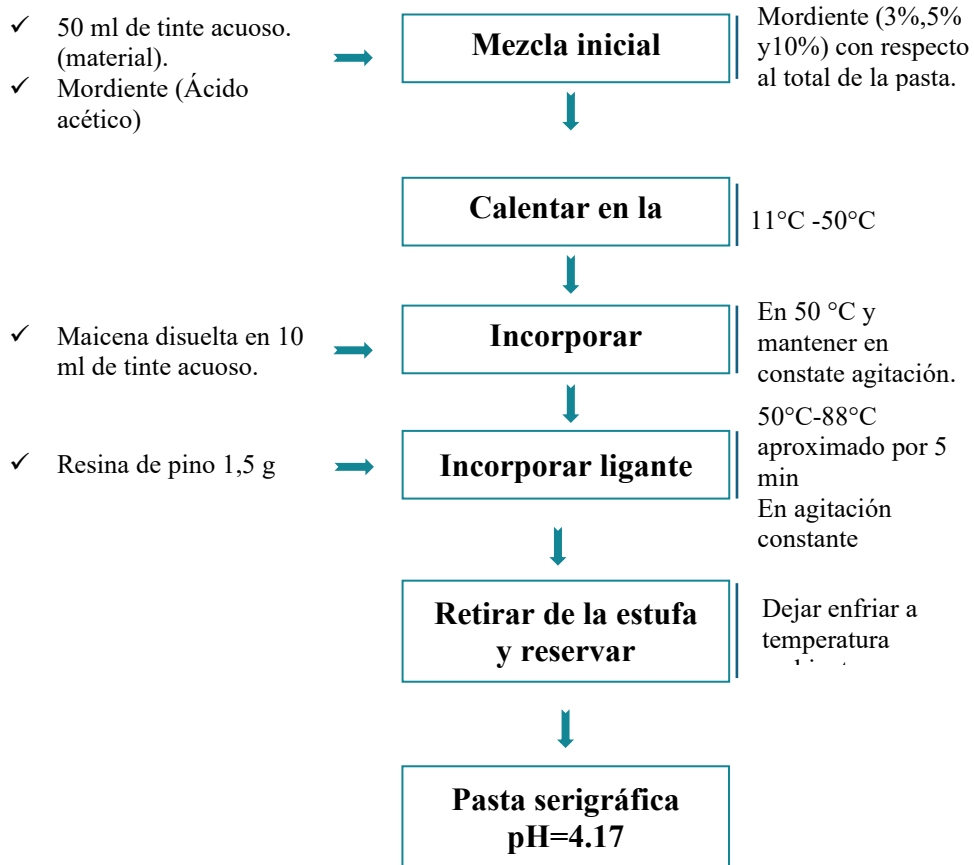 ✓ 50 ml de tinte acuoso.
(material).
✓ Mordiente (Ácido
acético)
Mezcla inicial
Mordiente (3%,5%
y10%) con respecto
al total de la pasta.
Calentar en la
11°C -50°C
✓ Maicena disuelta en 10
ml de tinte acuoso.
Incorporar
En 50 °C y
mantener en
constate agitación.
✓ Resina de pino 1,5 g
Incorporar ligante
50°C-88°C
aproximado por 5
min
En agitación
constante
Retirar de la estufa
y reservar
Dejar enfriar a
temperatura
Pasta serigráfica
pH=4.17